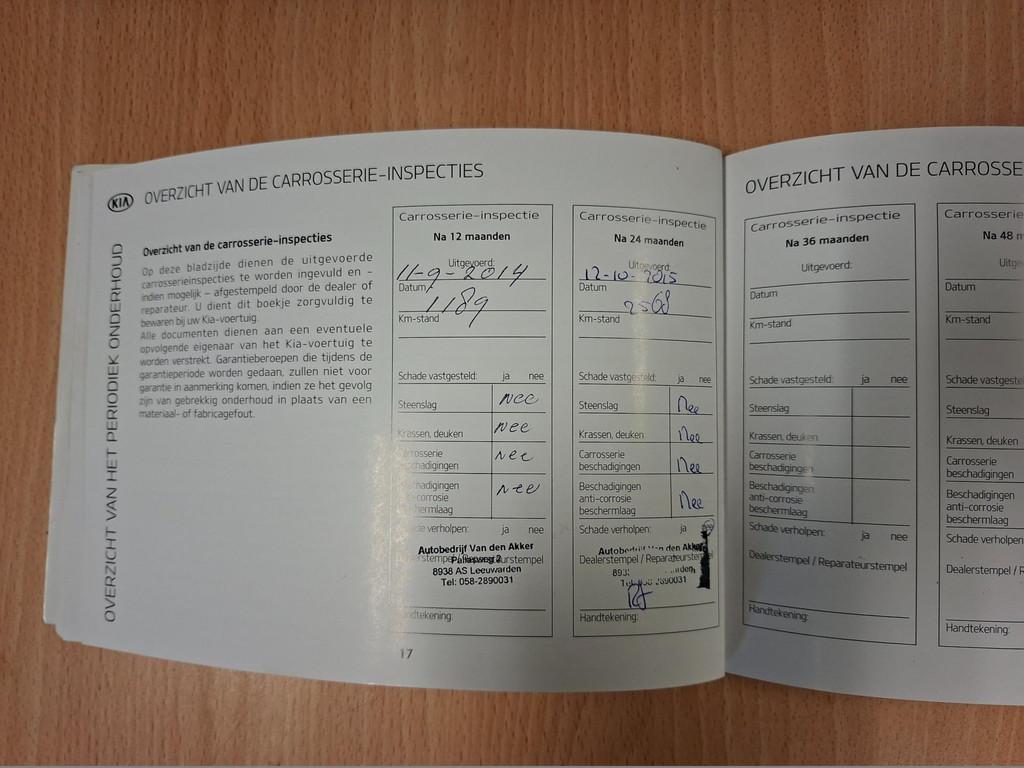 OVERZICHT VAN HET PERIODIEK ONDERHOUD
KIA
OVERZICHT VAN DE CARROSSERIE-INSPECTIES
Overzicht van de carrosserie-inspecties
Op deze bladzijde dienen de uitgevoerde
carrosserieinspecties te worden ingevuld en -
indien mogelijk - afgestempeld door de dealer of
reparateur. U dient dit boekje zorgvuldig te
bewaren bij uw Kia-voertuig.
Alle documenten dienen aan een eventuele
opvolgende eigenaar van het Kia-voertuig te
worden verstrekt. Garantieberoepen die tijdens de
garantieperiode worden gedaan, zullen niet voor
garantie in aanmerking komen, indien ze het gevolg
zijn van gebrekkig onderhoud in plaats van een
materiaal- of fabricagefout.
Carrosserie-inspectie
Na 12 maanden
Uitgevoerd:
11-9-2014
Datum
1189
Km-stand
Schade vastgesteld: ja nee
Steenslag nee
Krassen, deuken nee
Carrosserie
beschadigingen nee
Beschadigingen
anti-corrosie
beschermlaag nee
Schade verholpen: ja nee
Autobedrijf Van den Akker
8938 AS Leeuwarden
Tel: 058-2890031
Handtekening:
17
Carrosserie-inspectie
Na 24 maanden
Uitgevoerd:
12-10-2015
Datum
2568
Km-stand
Schade vastgesteld: ja nee
Steenslag Nee
Krassen, deuken Nee
Carrosserie
beschadigingen Nee
Beschadigingen
anti-corrosie
beschermlaag Nee
Schade verholpen: ja
Dealerstempel / Reparateurstempel
Handtekening:
OVERZICHT VAN DE CARROSSE
Carrosserie-inspectie
Na 36 maanden
Uitgevoerd:
Datum
Km-stand
Schade vastgesteld: ja nee
Steenslag
Krassen, deuken
Carrosserie
beschadigingen
Beschadigingen
anti-corrosie
beschermlaag
Schade verholpen: ja nee
Dealerstempel / Reparateurstempel
Handtekening:
Carrosserie
Na 48 m
Uitge
Datum
Km-stand
Schade vastgestel
Steenslag
Krassen, deuken
Carrosserie
beschadigingen
Beschadigingen
anti-corrosie
beschermlaag
Schade verholpen
Dealerstempel / R
Handtekening: